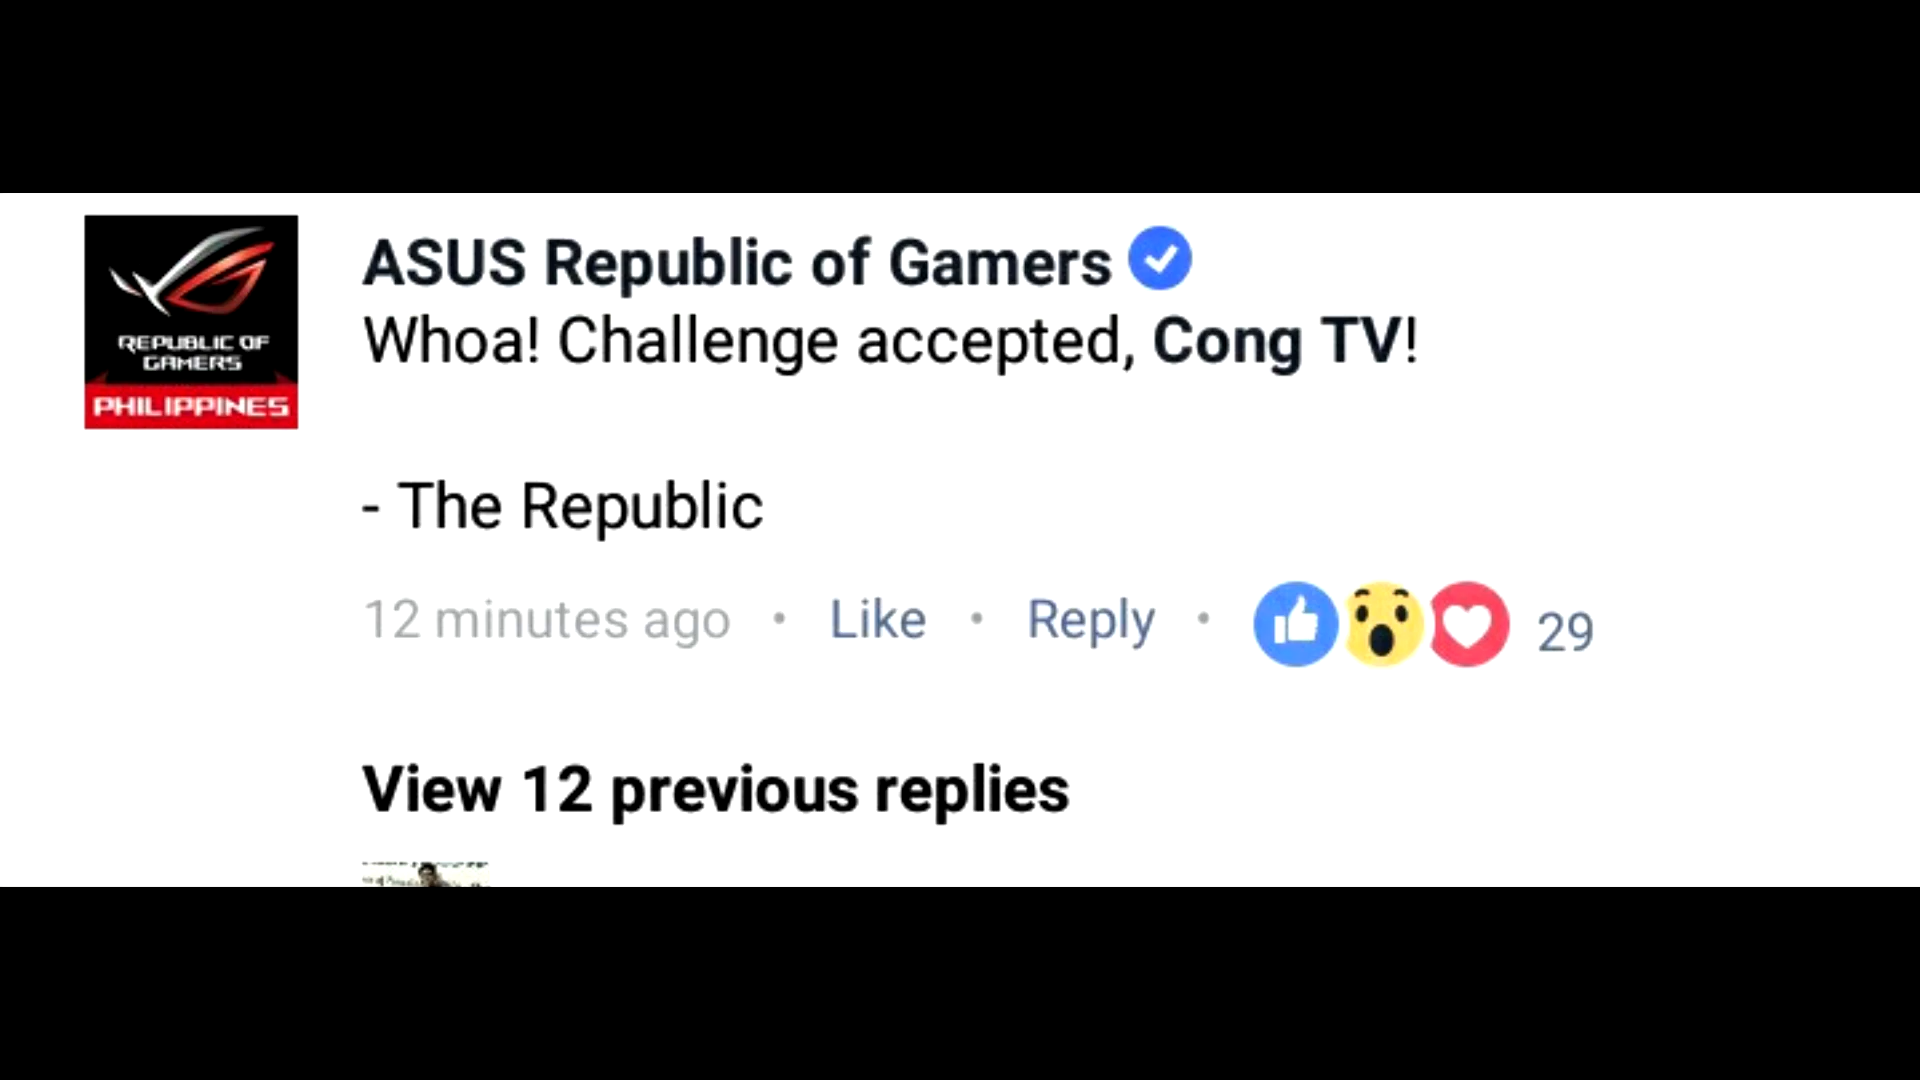 REPUBLIC OF
GAMERS
PHILIPPINES
ASUS Republic of Gamers
Whoa! Challenge accepted, Cong TV!
- The Republic
12 minutes ago • Like • Reply • 29
View 12 previous replies